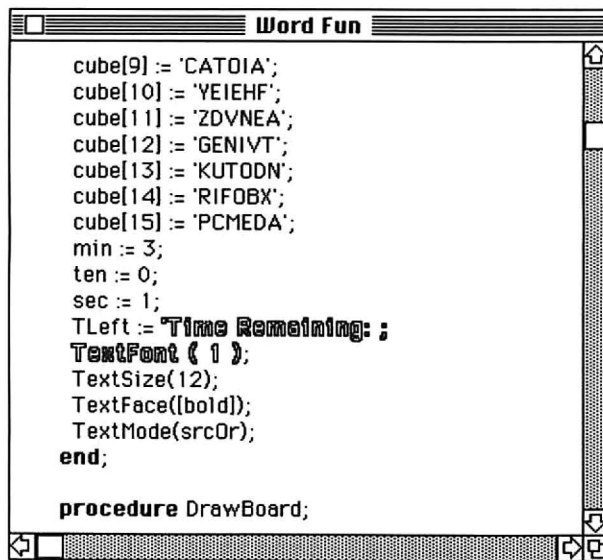 Word Fun
cube[9] := 'CATOIA';
cube[10] := 'YEIEHF';
cube[11] := 'ZDVNEA';
cube[12] := 'GENIVT';
cube[13] := 'KUTODN';
cube[14] := 'RIFOBX';
cube[15] := 'PCMEDA';
min := 3;
ten := 0;
sec := 1;
TLeft := 'Time Remaining: ;
TextFont ( 1 );
TextSize(12);
TextFace([bold]);
TextMode(srcOr);
end;
procedure DrawBoard;